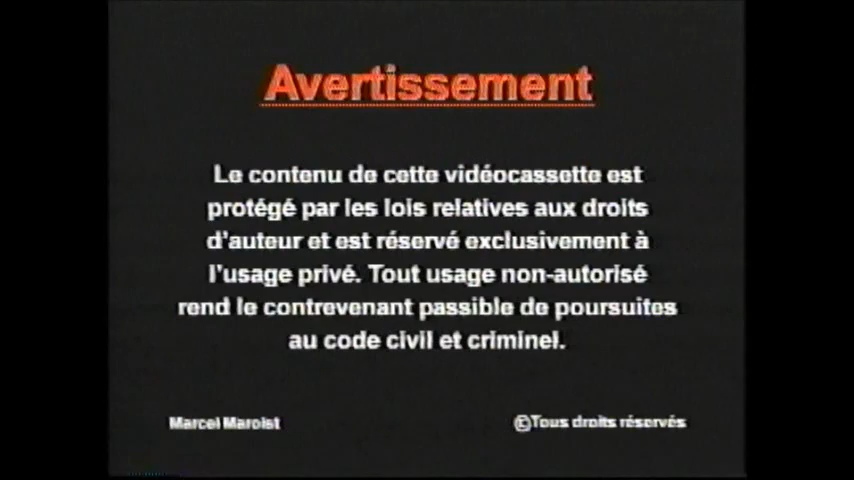 Avertissement
Le contenu de cette vidéocassette est
protégé par les lois relatives aux droits
d'auteur et est réservé exclusivement à
l'usage privé. Tout usage non-autorisé
rend le contrevenant passible de poursuites
au code civil et criminel.
Marcel Maroist
©Tous droits réservés